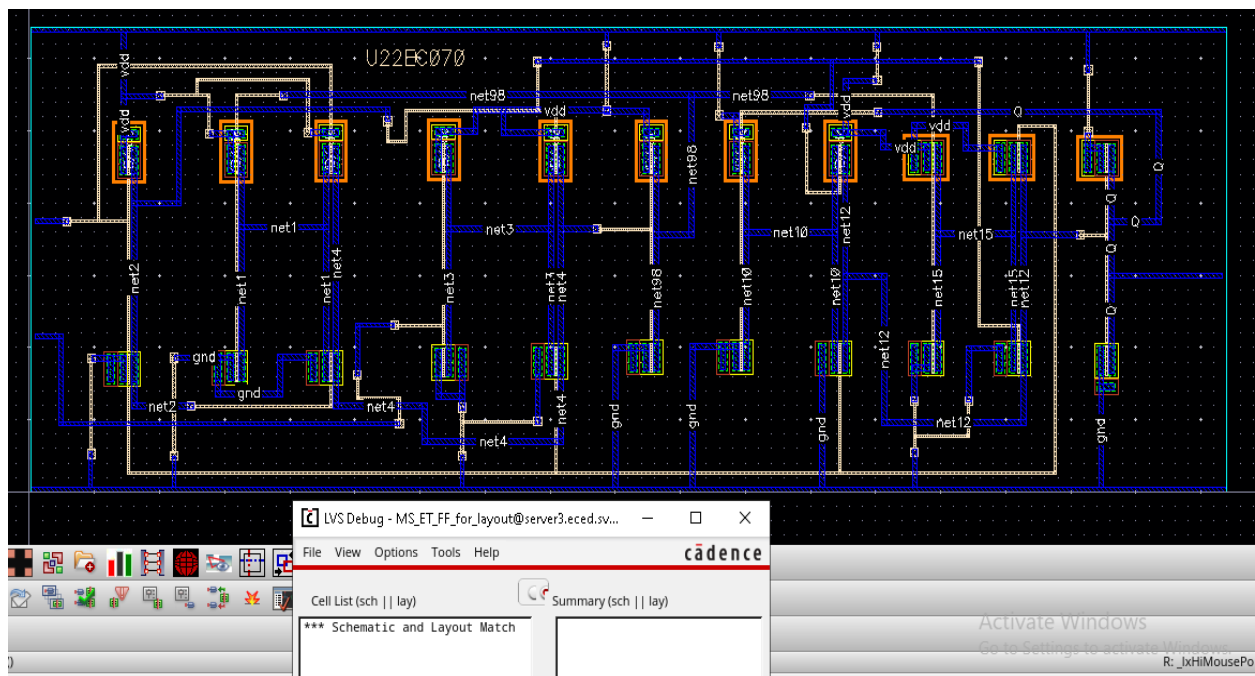 U22EC070
vdd
net98
net98
vdd
vdd
vdd
Q
vdd
vdd
net98
Q
Q
net1
net3
net10
net12
net15
Q
Q
net2
net1
net1
net4
net3
net3
net4
net98
net10
net10
net15
net15
net12
Q
gnd
gnd
net12
net2
net4
net4
gnd
gnd
gnd
net12
gnd
net4
LVS Debug - MS_ET_FF_for_layout@server3.eced.sv...
File View Options Tools Help
cādence
Cell List (sch || lay)
Summary (sch || lay)
*** Schematic and Layout Match
Activate Windows
Go to Settings to activate Windows.
R: _lxHiMousePo